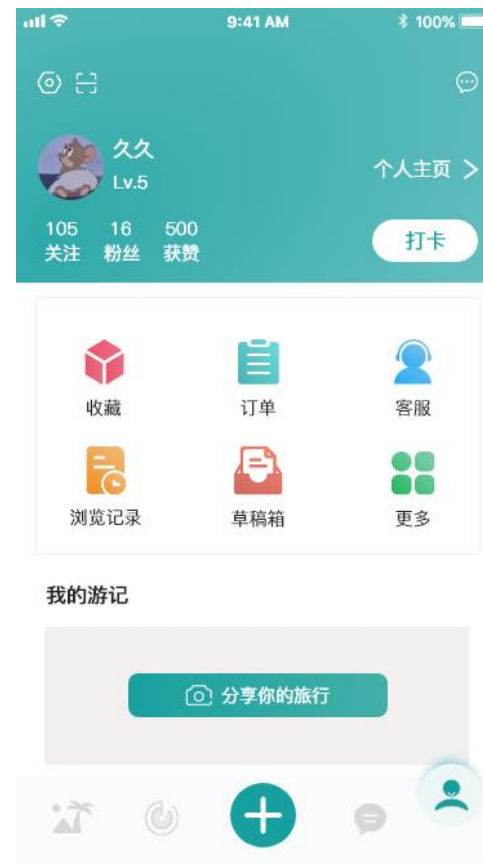 9:41 AM 100%
久久
Lv.5
个人主页
105 16 500
关注 粉丝 获赞
打卡
收藏 订单 客服
浏览记录 草稿箱 更多
我的游记
分享你的旅行